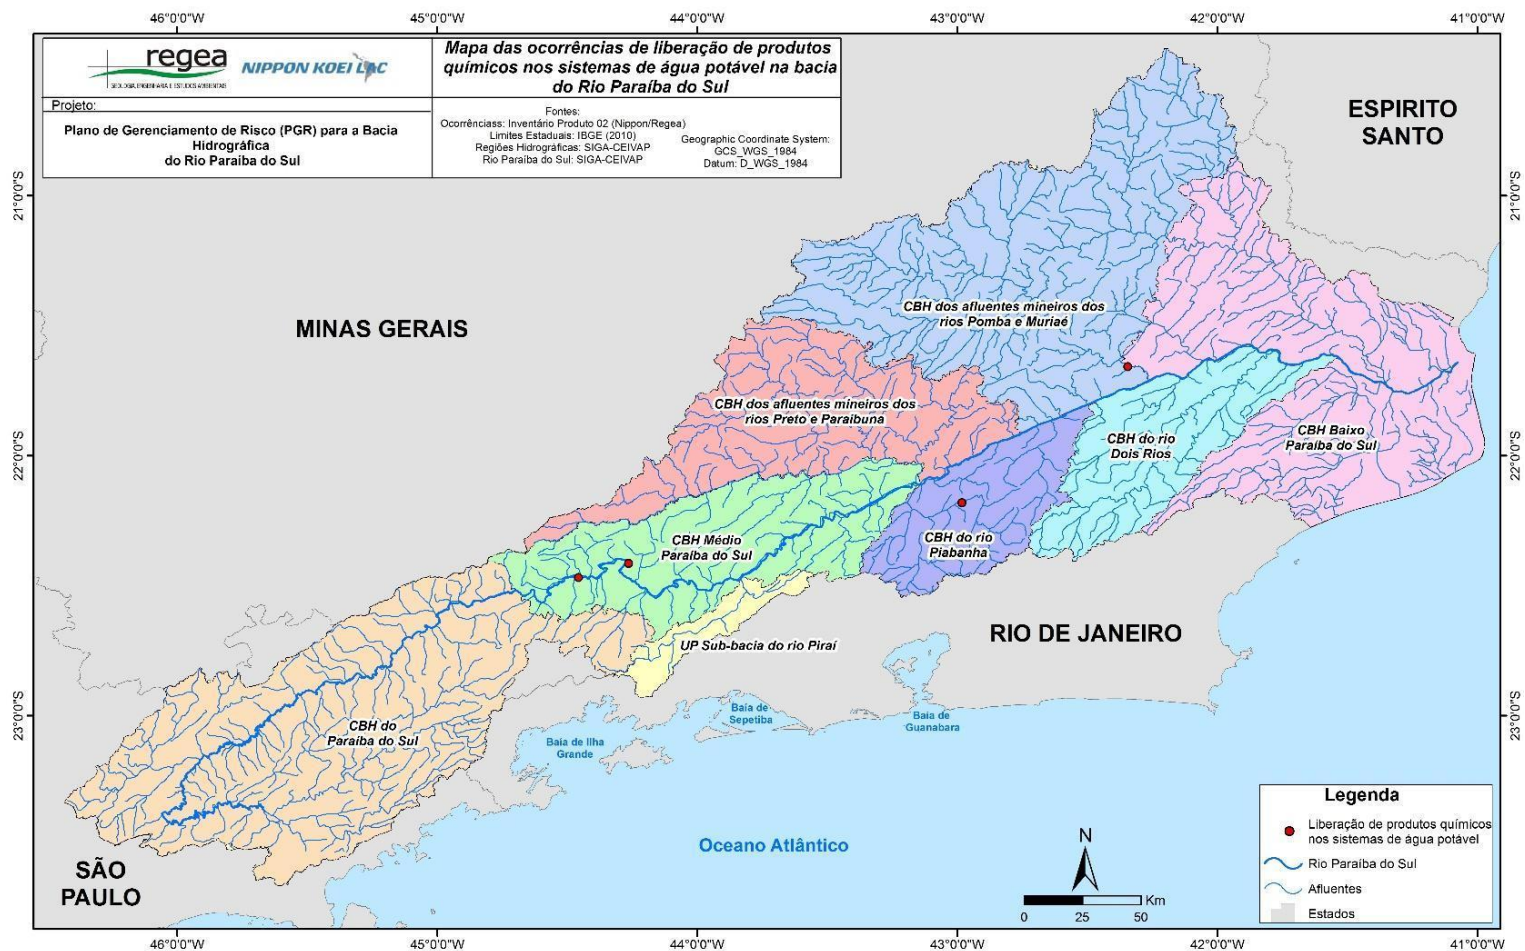 46°0'0"W
45°0'0"W
44°0'0"W
43°0'0"W
42°0'0"W
41°0'0"W
regea
GEOLOGIA, ENGENHARIA E ESTUDOS AMBIENTAIS
NIPPON KOEI LAC
Mapa das ocorrências de liberação de produtos
químicos nos sistemas de água potável na bacia
do Rio Paraíba do Sul
Projeto:
Plano de Gerenciamento de Risco (PGR) para a Bacia
Hidrográfica
do Rio Paraíba do Sul
Fontes:
Ocorrênciass: Inventário Produto 02 (Nippon/Regea)
Limites Estaduais: IBGE (2010)
Regiões Hidrográficas: SIGA-CEIVAP
Rio Paraíba do Sul: SIGA-CEIVAP
Geographic Coordinate System:
GCS_WGS_1984
Datum: D_WGS_1984
ESPIRITO
SANTO
21°0'0"S
21°0'0"S
MINAS GERAIS
CBH dos afluentes mineiros dos
rios Pomba e Muriaé
CBH dos afluentes mineiros dos
rios Preto e Paraibuna
CBH do rio
Dois Rios
CBH Baixo
Paraíba do Sul
22°0'0"S
22°0'0"S
CBH Médio
Paraíba do Sul
CBH do rio
Piabanha
RIO DE JANEIRO
UP Sub-bacia do rio Piraí
23°0'0"S
23°0'0"S
CBH do
Paraíba do Sul
Baía de
Sepetiba
Baía de
Guanabara
Baía de Ilha
Grande
Oceano Atlântico
SÃO
PAULO
N
0 25 50 Km
Legenda
Liberação de produtos químicos
nos sistemas de água potável
Rio Paraíba do Sul
Afluentes
Estados
46°0'0"W
45°0'0"W
44°0'0"W
43°0'0"W
42°0'0"W
41°0'0"W